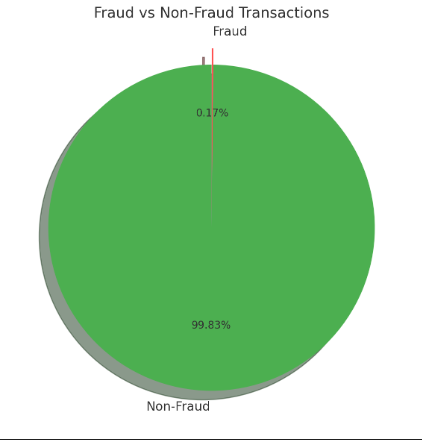 Fraud vs Non-Fraud Transactions
Fraud
0.17%
99.83%
Non-Fraud